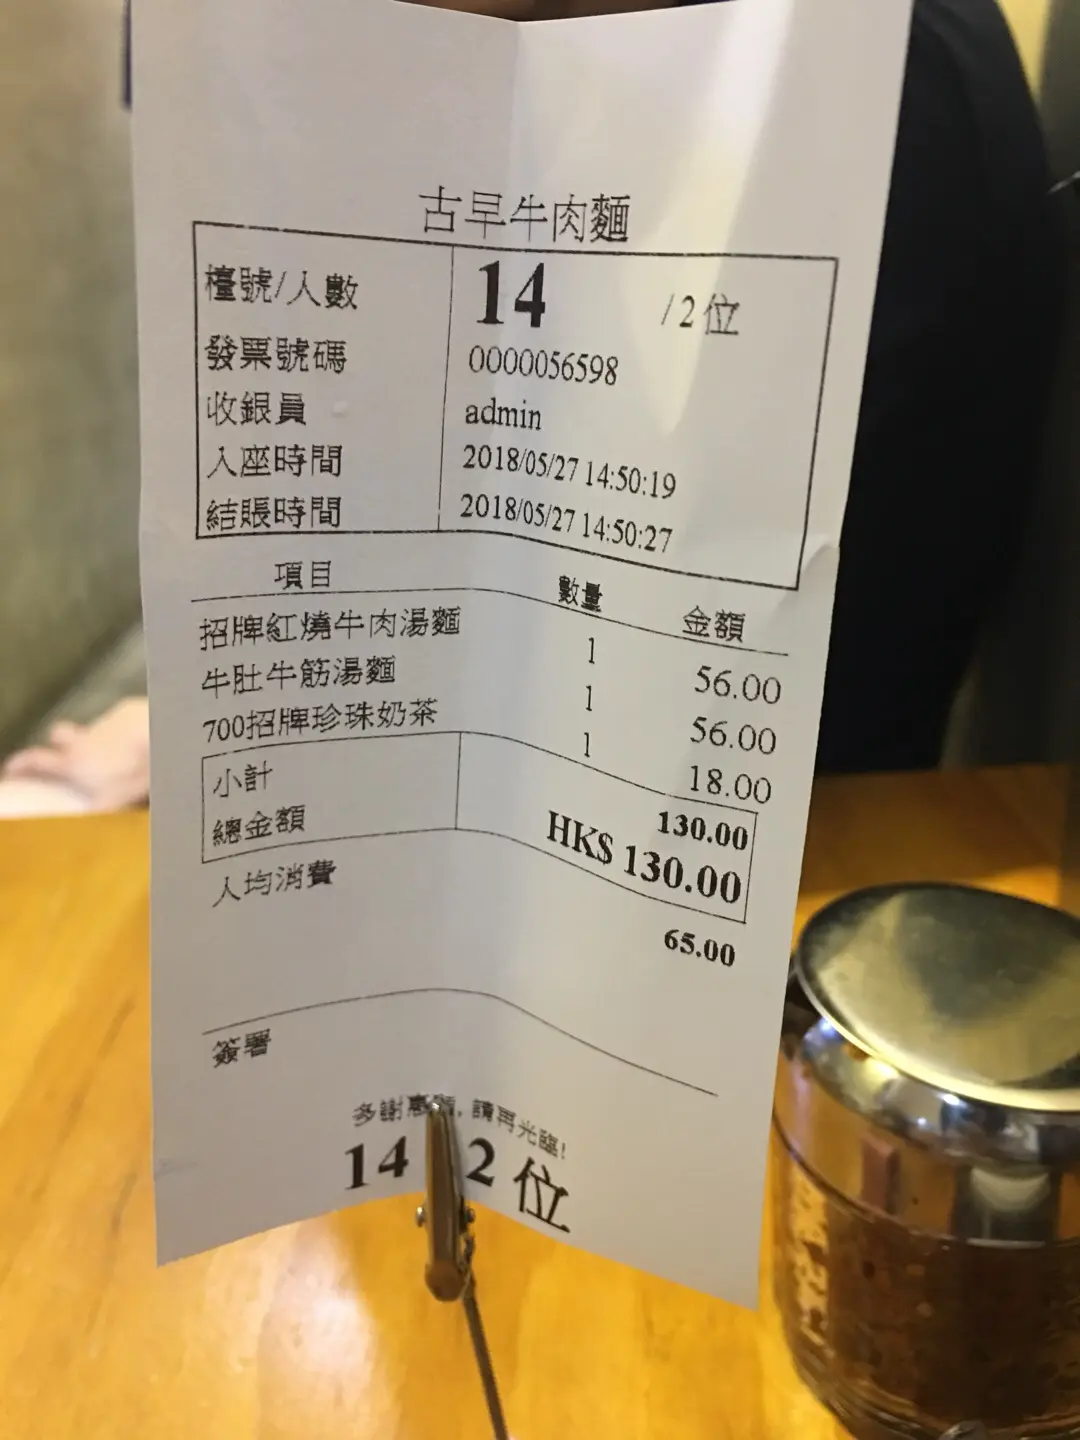 古早牛肉麵
檯號/人數 14 /2位
發票號碼 0000056598
收銀員 admin
入座時間 2018/05/27 14:50:19
結賬時間 2018/05/27 14:50:27
項目 數量 金額
招牌紅燒牛肉湯麵 1 56.00
牛肚牛筋湯麵 1 56.00
700招牌珍珠奶茶 1 18.00
小計 130.00
總金額 HK$ 130.00
人均消費 65.00
簽署
多謝惠, 請再光臨!
14 2 位